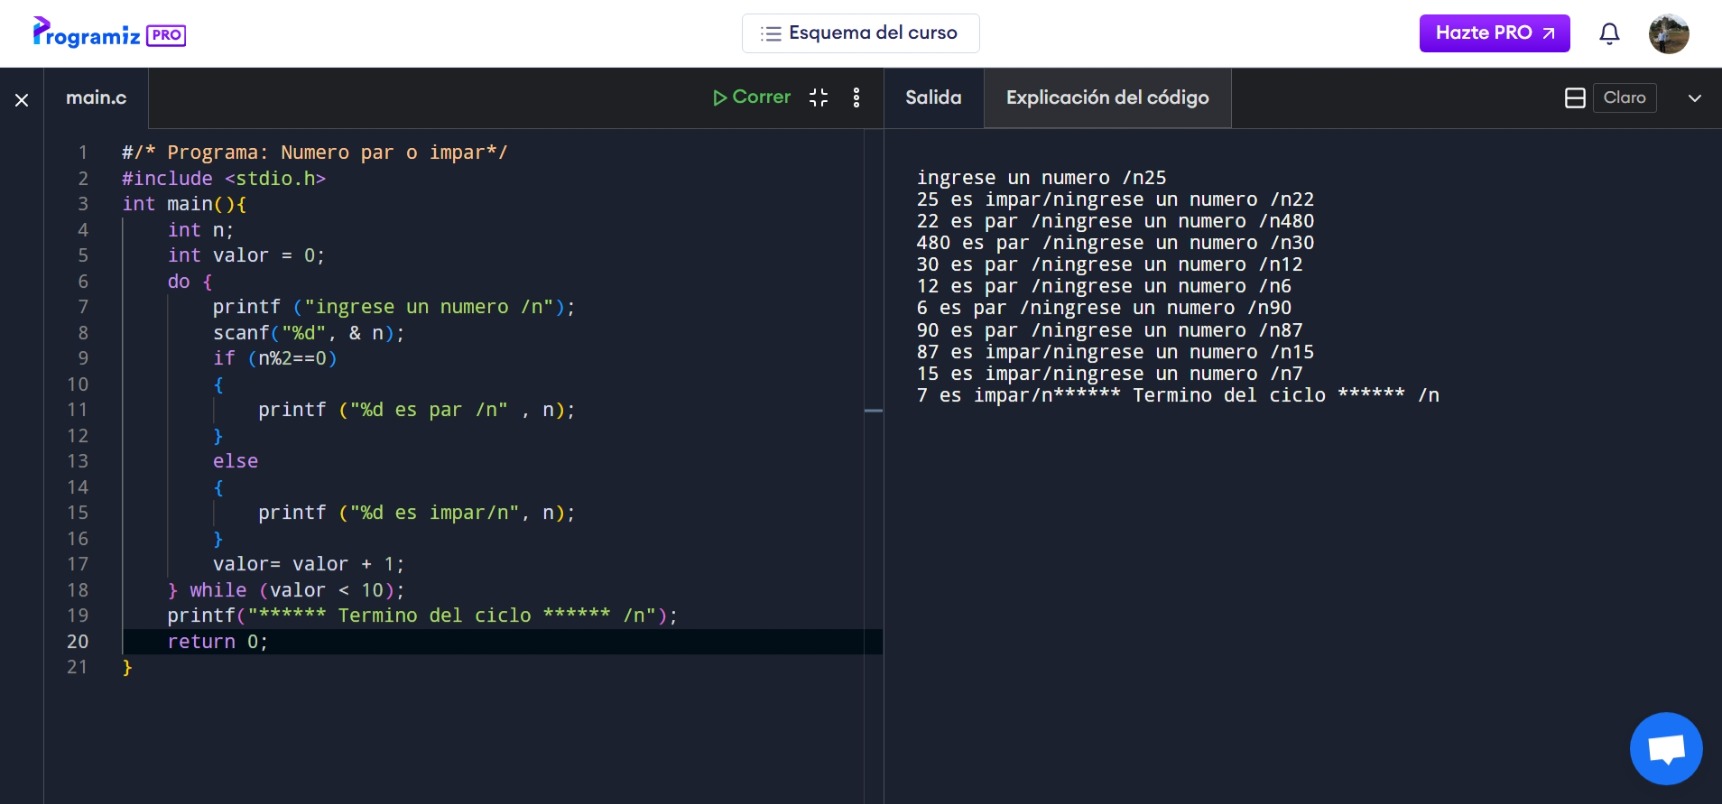 Programiz PRO
Esquema del curso
Hazte PRO
main.c
Correr
1 #/* Programa: Numero par o impar*/
2 #include <stdio.h>
3 int main(){
4     int n;
5     int valor = 0;
6     do {
7         printf ("ingrese un numero /n");
8         scanf("%d", & n);
9         if (n%2==0)
10         {
11             printf ("%d es par /n" , n);
12         }
13         else
14         {
15             printf ("%d es impar/n", n);
16         }
17         valor= valor + 1;
18     } while (valor < 10);
19     printf("****** Termino del ciclo ****** /n");
20     return 0;
21 }
Salida
Explicación del código
Claro
ingrese un numero /n25
25 es impar/ningrese un numero /n22
22 es par /ningrese un numero /n480
480 es par /ningrese un numero /n30
30 es par /ningrese un numero /n12
12 es par /ningrese un numero /n6
6 es par /ningrese un numero /n90
90 es par /ningrese un numero /n87
87 es impar/ningrese un numero /n15
15 es impar/ningrese un numero /n7
7 es impar/n****** Termino del ciclo ****** /n